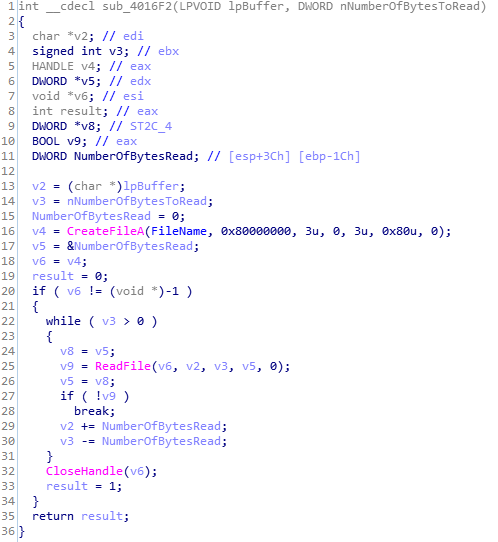 1 int __cdecl sub_4016F2(LPVOID lpBuffer, DWORD nNumberOfBytesToRead)
2 {
3   char *v2; // edi
4   signed int v3; // ebx
5   HANDLE v4; // eax
6   DWORD *v5; // edx
7   void *v6; // esi
8   int result; // eax
9   DWORD *v8; // ST2C_4
10   BOOL v9; // eax
11   DWORD NumberOfBytesRead; // [esp+3Ch] [ebp-1Ch]
12
13   v2 = (char *)lpBuffer;
14   v3 = nNumberOfBytesToRead;
15   NumberOfBytesRead = 0;
16   v4 = CreateFileA(FileName, 0x80000000, 3u, 0, 3u, 0x80u, 0);
17   v5 = &NumberOfBytesRead;
18   v6 = v4;
19   result = 0;
20   if ( v6 != (void *)-1 )
21   {
22     while ( v3 > 0 )
23     {
24       v8 = v5;
25       v9 = ReadFile(v6, v2, v3, v5, 0);
26       v5 = v8;
27       if ( !v9 )
28         break;
29       v2 += NumberOfBytesRead;
30       v3 -= NumberOfBytesRead;
31     }
32     CloseHandle(v6);
33     result = 1;
34   }
35   return result;
36 }